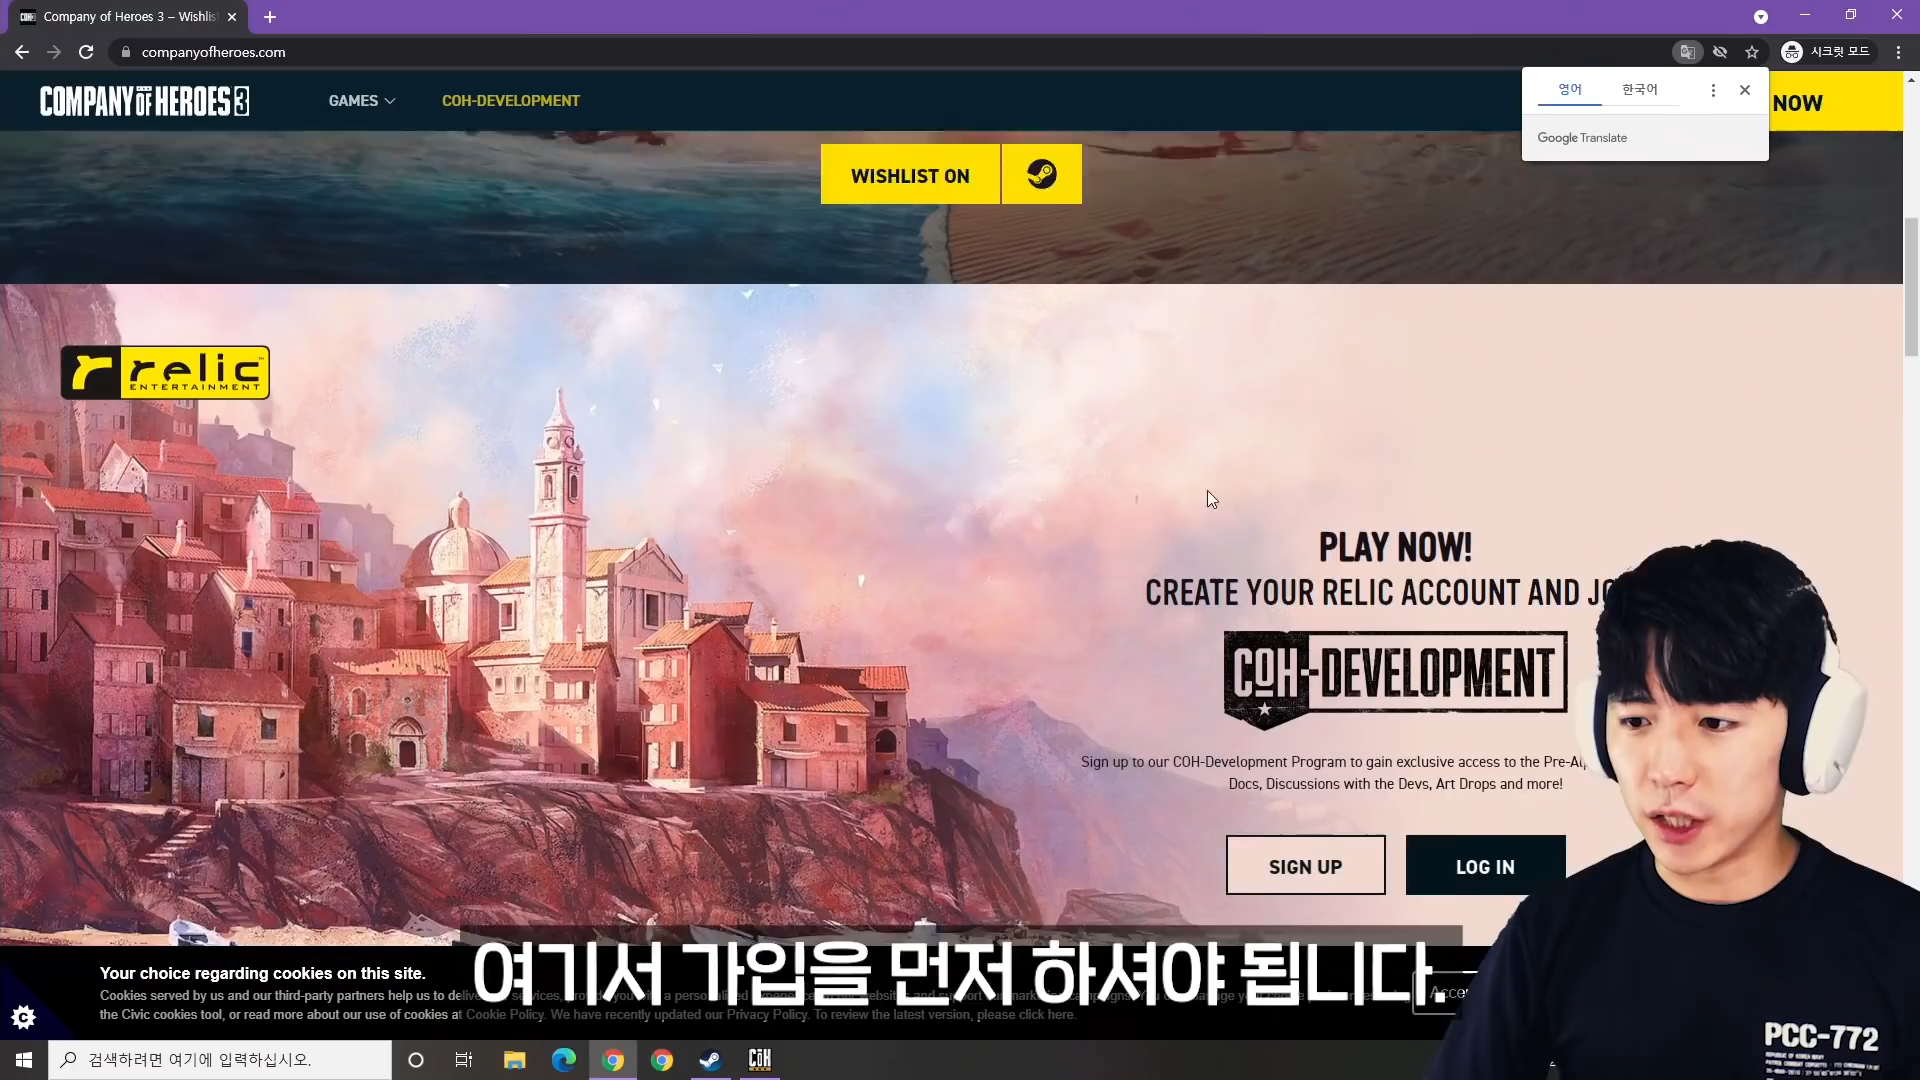 Company of Heroes 3 – Wishlis
companyofheroes.com
시크릿 모드
COMPANY OF HEROES 3
GAMES
COH-DEVELOPMENT
영어
한국어
NOW
Google Translate
WISHLIST ON
relic
ENTERTAINMENT
PLAY NOW!
CREATE YOUR RELIC ACCOUNT AND JO
COH-DEVELOPMENT
Sign up to our COH-Development Program to gain exclusive access to the Pre-Al
Docs, Discussions with the Devs, Art Drops and more!
SIGN UP
LOG IN
여기서 가입을 먼저 하셔야 됩니다.
Your choice regarding cookies on this site.
Cookies served by us and our third-party partners help us to
the Civic cookies tool, or read more about our use of cookies at Cookie Policy. We have recently updated our Privacy Policy. To review the latest version, please click here.
Acce
PCC-772
검색하려면 여기에 입력하십시오.
COH